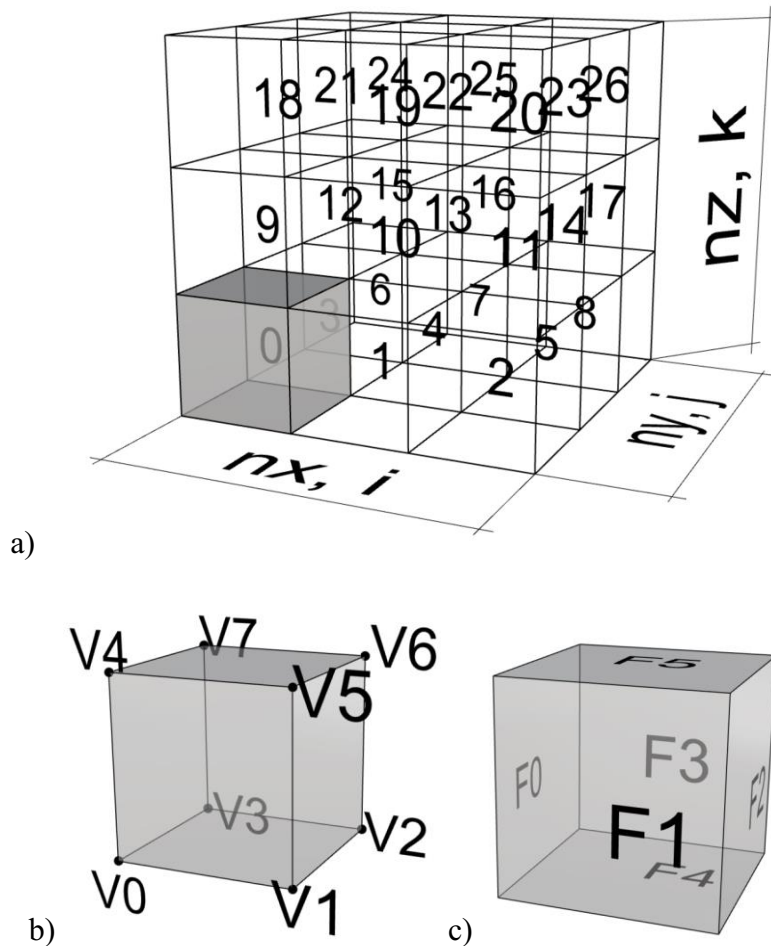 18 21 24 19 22 25 20 23 26
9 12 15 10 13 16 11 14 17
0 3 6 1 4 7 2 5 8
nz, k
ny, j
nx, i
a)
V4 V7 V6
V5
V3 V2
V0 V1
b)
F5
F0 F3 F2
F1
F4
c)